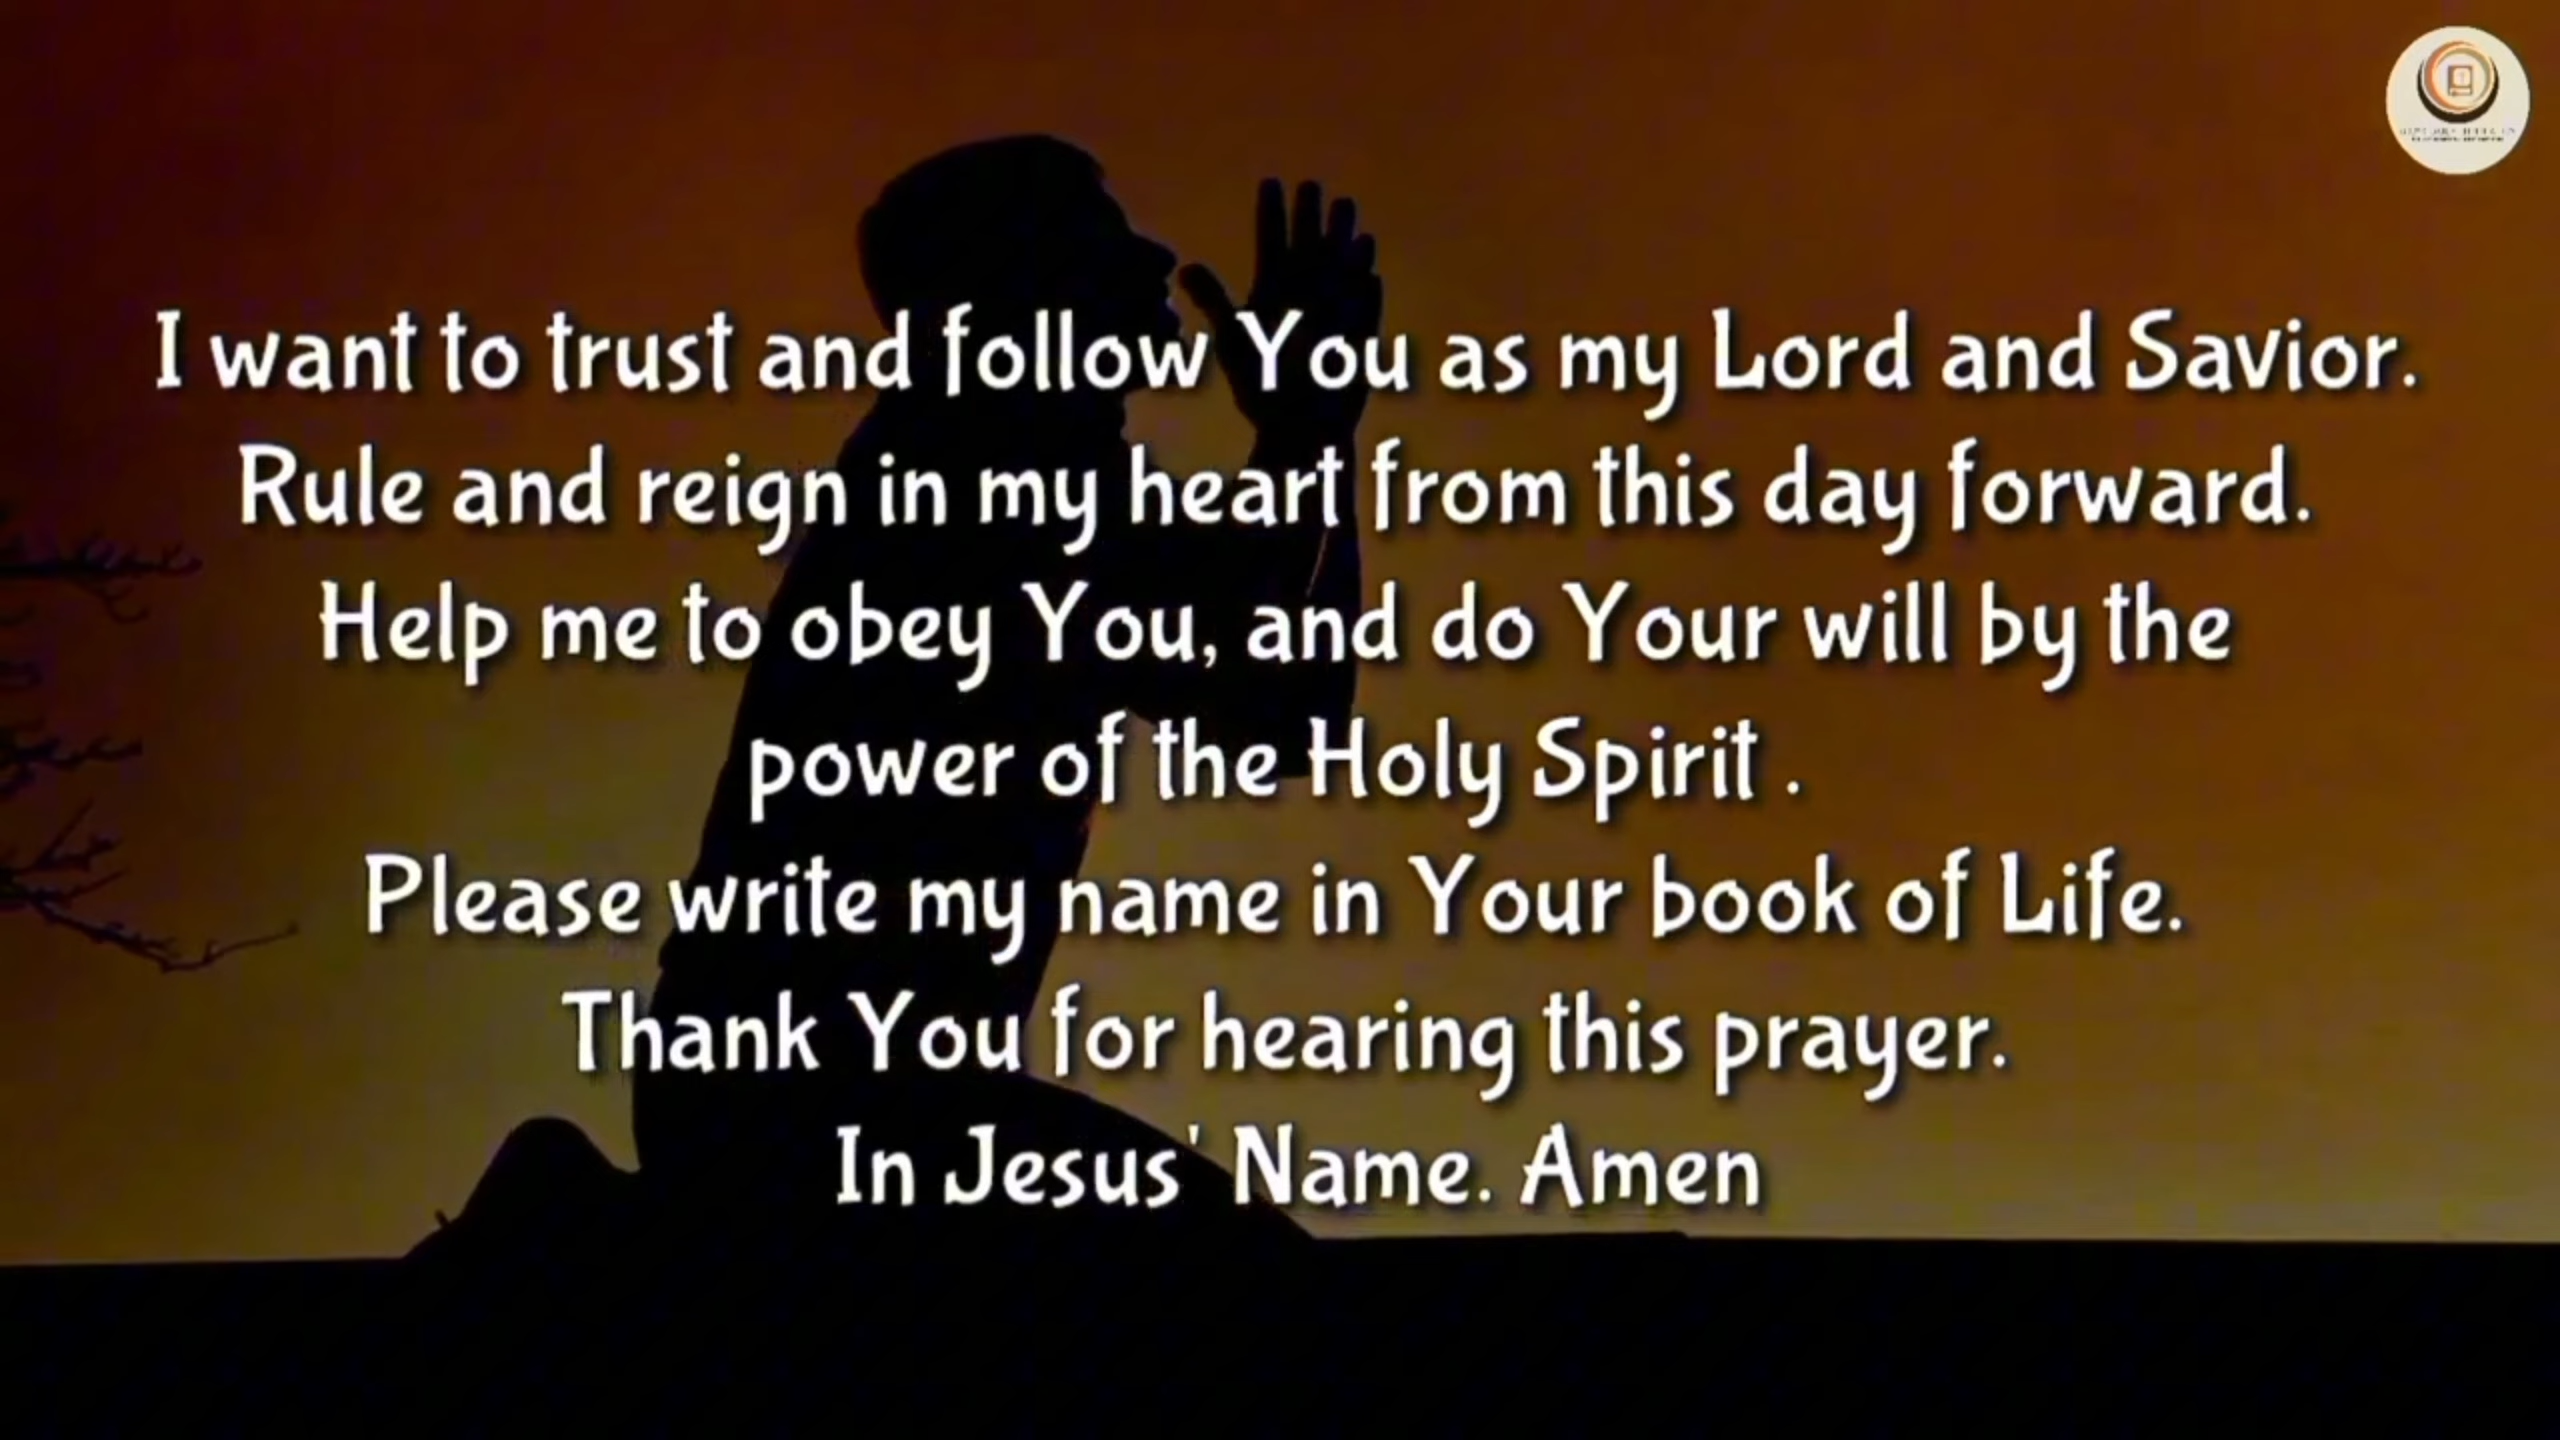 I want to trust and follow You as my Lord and Savior.
Rule and reign in my heart from this day forward.
Help me to obey You, and do Your will by the
power of the Holy Spirit .
Please write my name in Your book of Life.
Thank You for hearing this prayer.
In Jesus' Name. Amen